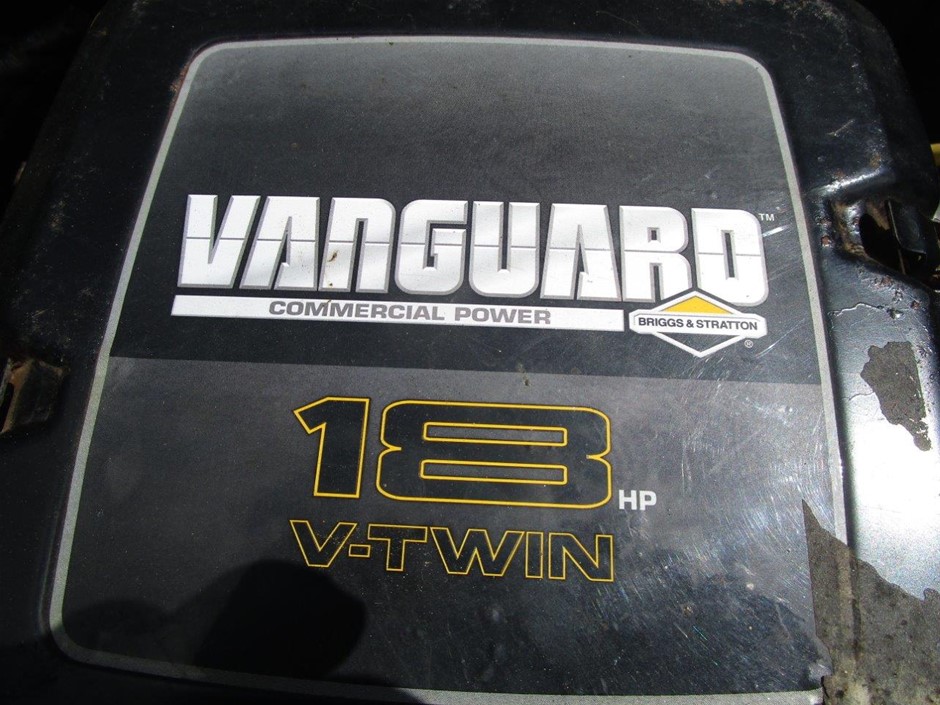 VANGUARD™
COMMERCIAL POWER
BRIGGS & STRATTON
®
18 HP
V-TWIN